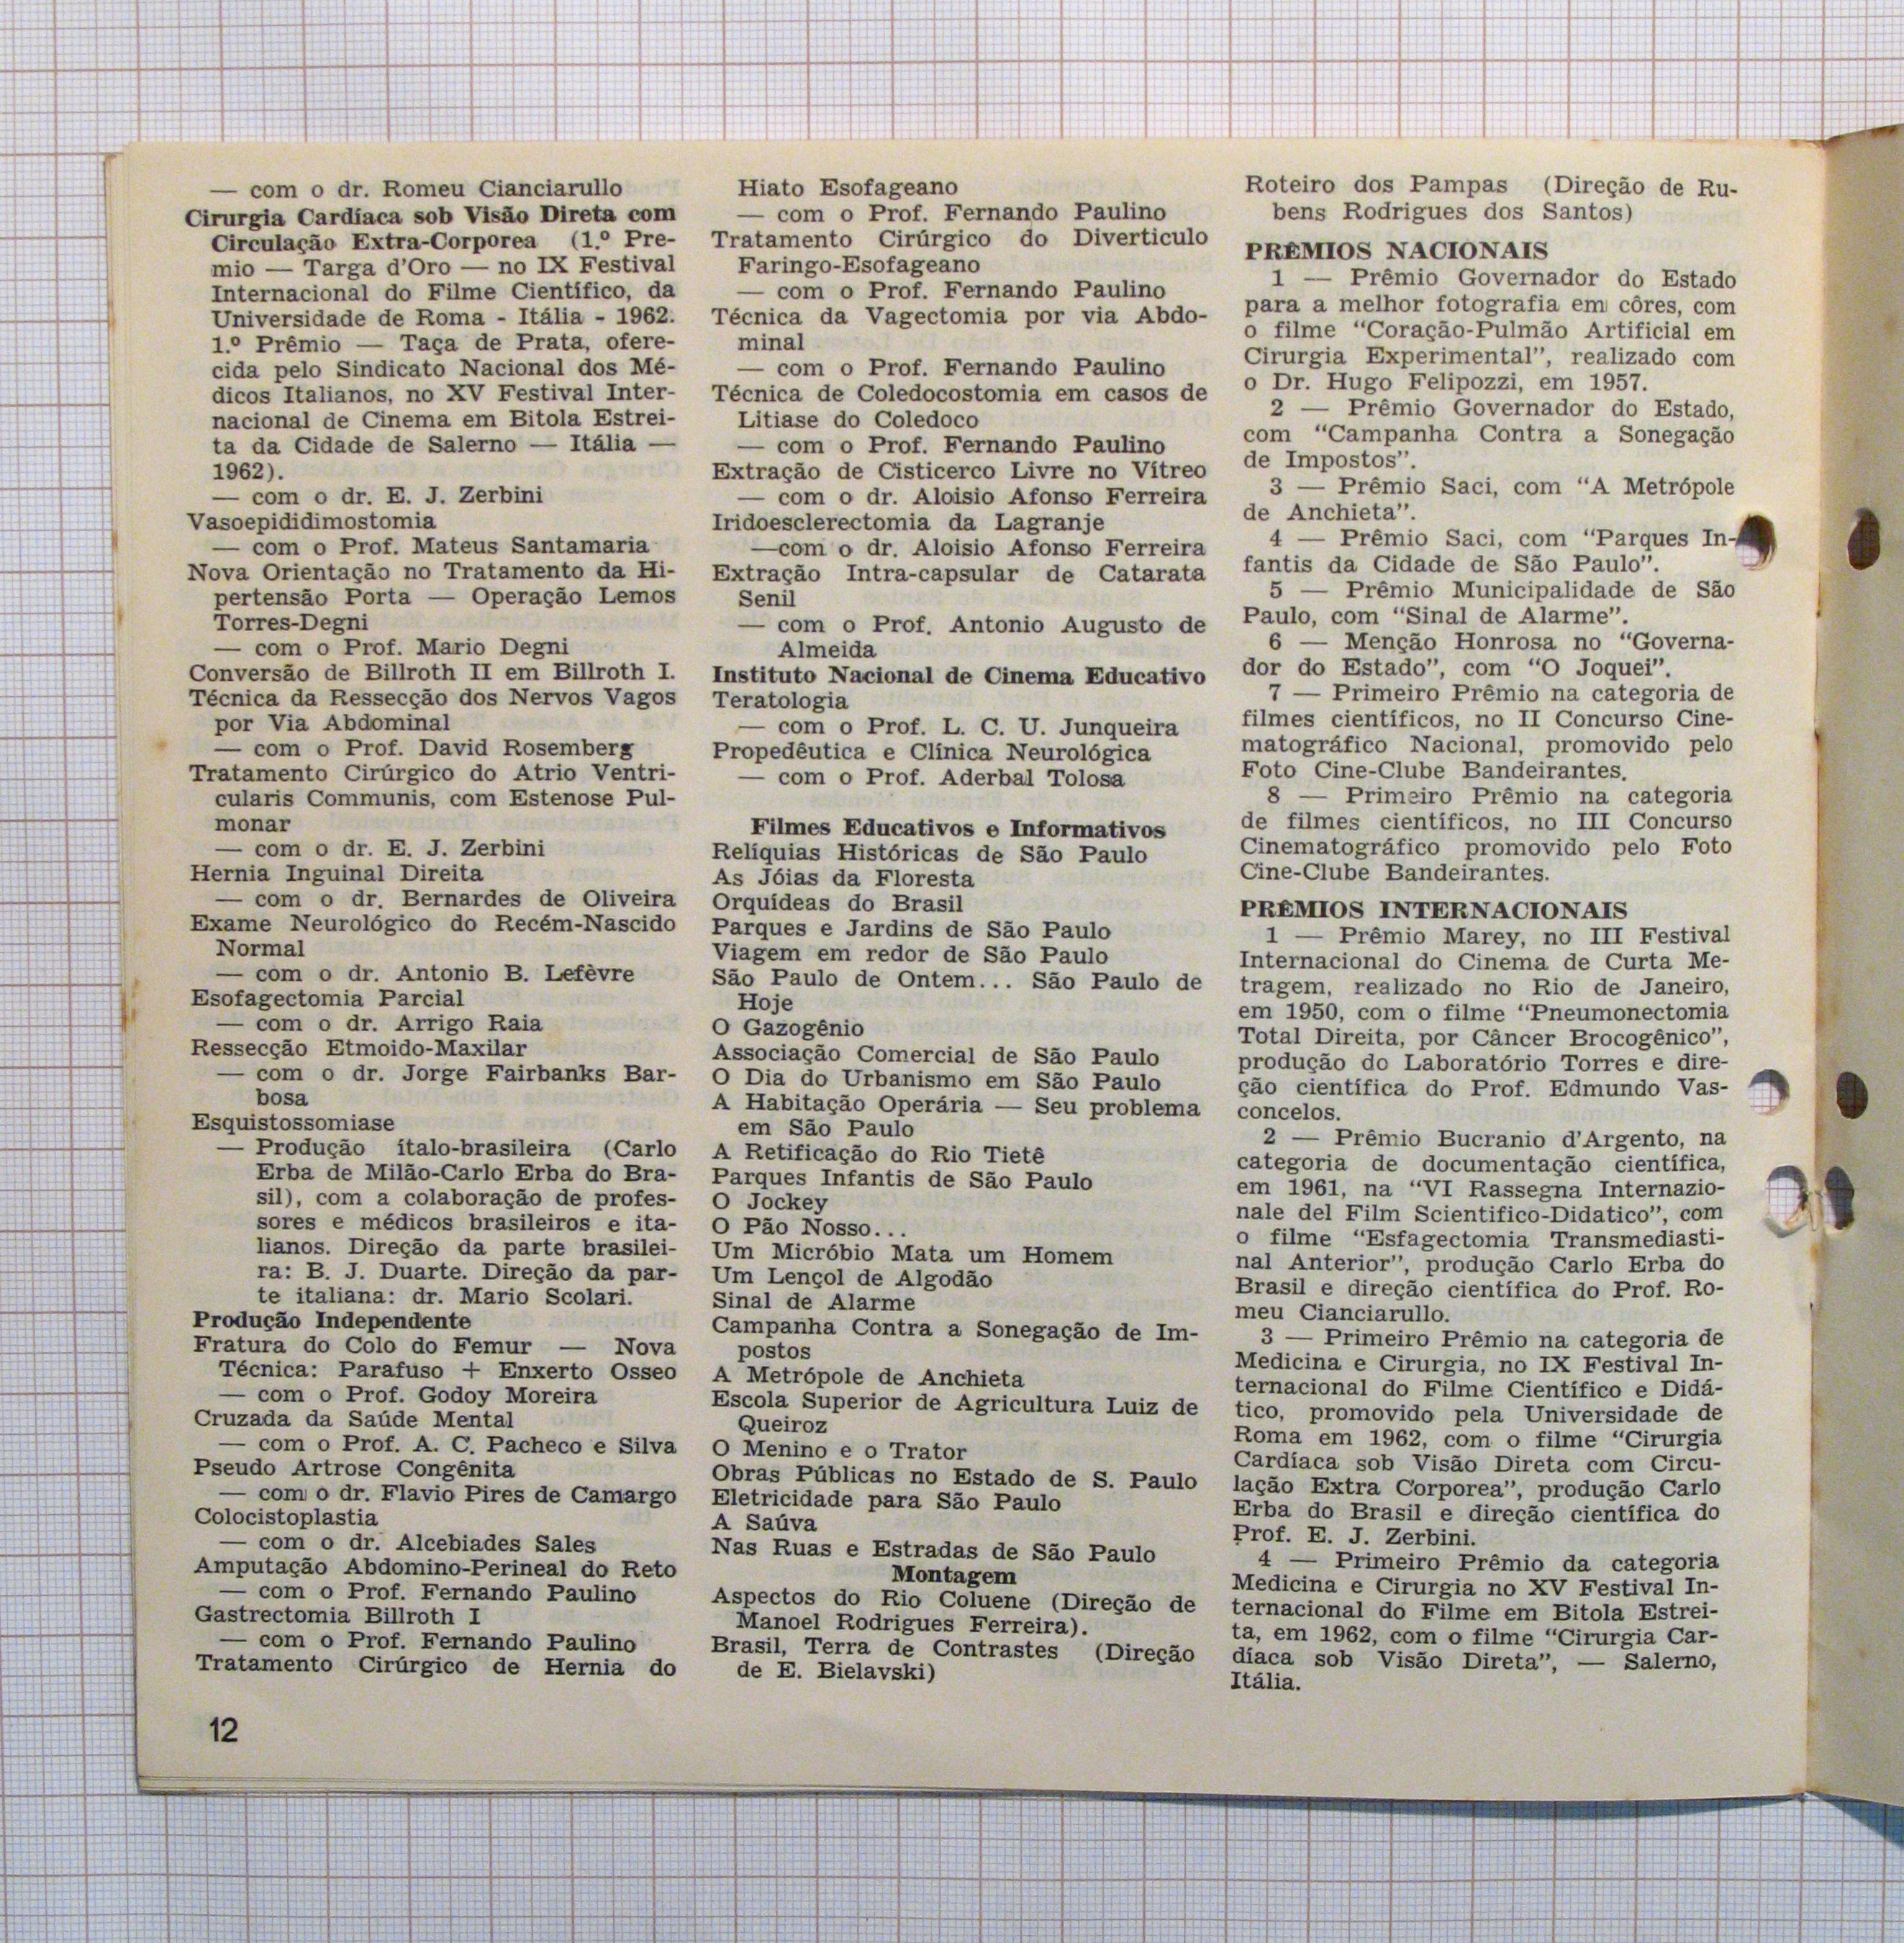 — com o dr. Romeu Cianciarullo
Cirurgia Cardíaca sob Visão Direta com
Circulação Extra-Corporea (1.º Pre-
mio — Targa d'Oro — no IX Festival
Internacional do Filme Científico, da
Universidade de Roma - Itália - 1962.
1.º Prêmio — Taça de Prata, ofere-
cida pelo Sindicato Nacional dos Mé-
dicos Italianos, no XV Festival Inter-
nacional de Cinema em Bitola Estrei-
ta da Cidade de Salerno — Itália —
1962).
— com o dr. E. J. Zerbini
Vasoepididimostomia
— com o Prof. Mateus Santamaria
Nova Orientação no Tratamento da Hi-
pertensão Porta — Operação Lemos
Torres-Degni
— com o Prof. Mario Degni
Conversão de Billroth II em Billroth I.
Técnica da Ressecção dos Nervos Vagos
por Via Abdominal
— com o Prof. David Rosemberg
Tratamento Cirúrgico do Atrio Ventri-
cularis Communis, com Estenose Pul-
monar
— com o dr. E. J. Zerbini
Hernia Inguinal Direita
— com o dr. Bernardes de Oliveira
Exame Neurológico do Recém-Nascido
Normal
— com o dr. Antonio B. Lefèvre
Esofagectomia Parcial
— com o dr. Arrigo Raia
Ressecção Etmoido-Maxilar
— com o dr. Jorge Fairbanks Bar-
bosa
Esquistossomiase
— Produção ítalo-brasileira (Carlo
Erba de Milão-Carlo Erba do Bra-
sil), com a colaboração de profes-
sores e médicos brasileiros e ita-
lianos. Direção da parte brasilei-
ra: B. J. Duarte. Direção da par-
te italiana: dr. Mario Scolari.
Produção Independente
Fratura do Colo do Femur — Nova
Técnica: Parafuso + Enxerto Osseo
— com o Prof. Godoy Moreira
Cruzada da Saúde Mental
— com o Prof. A. C. Pacheco e Silva
Pseudo Artrose Congênita
— com o dr. Flavio Pires de Camargo
Colocistoplastia
— com o dr. Alcebiades Sales
Amputação Abdomino-Perineal do Reto
— com o Prof. Fernando Paulino
Gastrectomia Billroth I
— com o Prof. Fernando Paulino
Tratamento Cirúrgico de Hernia do
12
Hiato Esofageano
— com o Prof. Fernando Paulino
Tratamento Cirúrgico do Diverticulo
Faringo-Esofageano
— com o Prof. Fernando Paulino
Técnica da Vagectomia por via Abdo-
minal
— com o Prof. Fernando Paulino
Técnica de Coledocostomia em casos de
Litiase do Coledoco
— com o Prof. Fernando Paulino
Extração de Cisticerco Livre no Vítreo
— com o dr. Aloisio Afonso Ferreira
Iridoesclerectomia da Lagranje
—com o dr. Aloisio Afonso Ferreira
Extração Intra-capsular de Catarata
Senil
— com o Prof. Antonio Augusto de
Almeida
Instituto Nacional de Cinema Educativo
Teratologia
— com o Prof. L. C. U. Junqueira
Propedêutica e Clínica Neurológica
— com o Prof. Aderbal Tolosa
Filmes Educativos e Informativos
Relíquias Históricas de São Paulo
As Jóias da Floresta
Orquídeas do Brasil
Parques e Jardins de São Paulo
Viagem em redor de São Paulo
São Paulo de Ontem... São Paulo de
Hoje
O Gazogênio
Associação Comercial de São Paulo
O Dia do Urbanismo em São Paulo
A Habitação Operária — Seu problema
em São Paulo
A Retificação do Rio Tietê
Parques Infantis de São Paulo
O Jockey
O Pão Nosso...
Um Micróbio Mata um Homem
Um Lençol de Algodão
Sinal de Alarme
Campanha Contra a Sonegação de Im-
postos
A Metrópole de Anchieta
Escola Superior de Agricultura Luiz de
Queiroz
O Menino e o Trator
Obras Públicas no Estado de S. Paulo
Eletricidade para São Paulo
A Saúva
Nas Ruas e Estradas de São Paulo
Montagem
Aspectos do Rio Coluene (Direção de
Manoel Rodrigues Ferreira).
Brasil, Terra de Contrastes (Direção
de E. Bielavski)
Roteiro dos Pampas (Direção de Ru-
bens Rodrigues dos Santos)
PRÊMIOS NACIONAIS
1 — Prêmio Governador do Estado
para a melhor fotografia em côres, com
o filme “Coração-Pulmão Artificial em
Cirurgia Experimental”, realizado com
o Dr. Hugo Felipozzi, em 1957.
2 — Prêmio Governador do Estado,
com “Campanha Contra a Sonegação
de Impostos”.
3 — Prêmio Saci, com “A Metrópole
de Anchieta”.
4 — Prêmio Saci, com “Parques In-
fantis da Cidade de São Paulo”.
5 — Prêmio Municipalidade de São
Paulo, com “Sinal de Alarme”.
6 — Menção Honrosa no “Governa-
dor do Estado”, com “O Joquei”.
7 — Primeiro Prêmio na categoria de
filmes científicos, no II Concurso Cine-
matográfico Nacional, promovido pelo
Foto Cine-Clube Bandeirantes.
8 — Primeiro Prêmio na categoria
de filmes científicos, no III Concurso
Cinematográfico promovido pelo Foto
Cine-Clube Bandeirantes.
PRÊMIOS INTERNACIONAIS
1 — Prêmio Marey, no III Festival
Internacional do Cinema de Curta Me-
tragem, realizado no Rio de Janeiro,
em 1950, com o filme “Pneumonectomia
Total Direita, por Câncer Brocogênico”,
produção do Laboratório Torres e dire-
ção científica do Prof. Edmundo Vas-
concelos.
2 — Prêmio Bucranio d'Argento, na
categoria de documentação científica,
em 1961, na “VI Rassegna Internazio-
nale del Film Scientifico-Didatico”, com
o filme “Esfagectomia Transmediasti-
nal Anterior”, produção Carlo Erba do
Brasil e direção científica do Prof. Ro-
meu Cianciarullo.
3 — Primeiro Prêmio na categoria de
Medicina e Cirurgia, no IX Festival In-
ternacional do Filme Científico e Didá-
tico, promovido pela Universidade de
Roma em 1962, com o filme “Cirurgia
Cardíaca sob Visão Direta com Circu-
lação Extra Corporea”, produção Carlo
Erba do Brasil e direção científica do
Prof. E. J. Zerbini.
4 — Primeiro Prêmio da categoria
Medicina e Cirurgia no XV Festival In-
ternacional do Filme em Bitola Estrei-
ta, em 1962, com o filme “Cirurgia Car-
díaca sob Visão Direta”, — Salerno,
Itália.